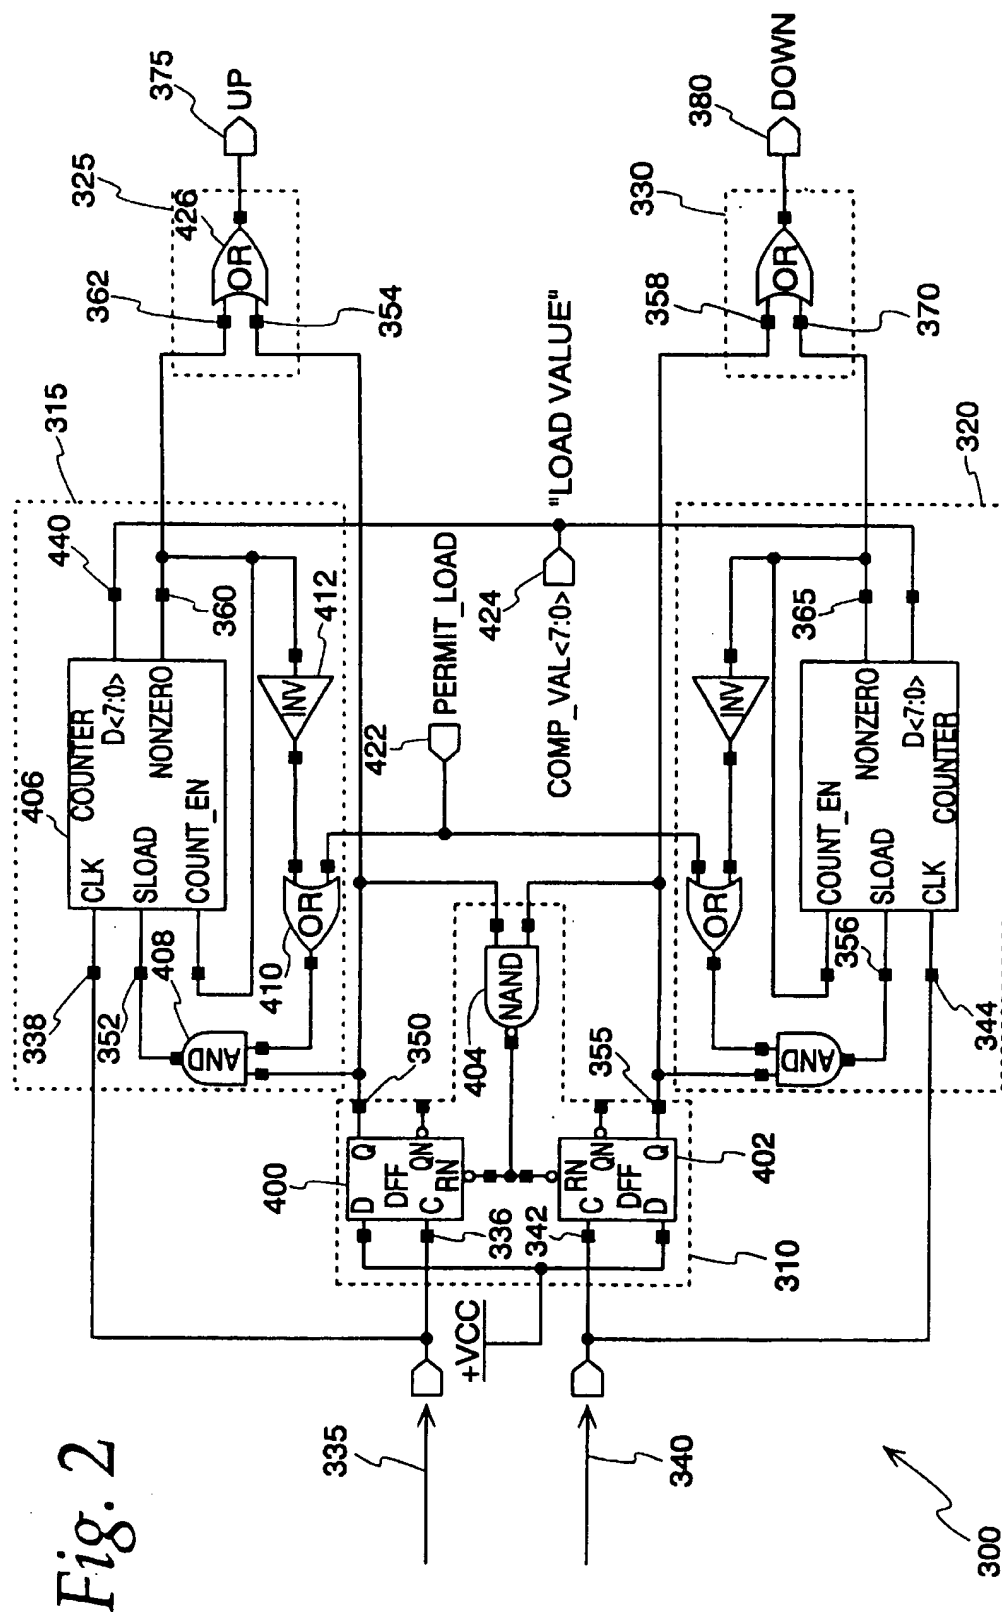 Fig. 2
300
335
340
+VCC
310
336
342
400
D
Q
DFF
C
QN
RN
350
402
RN
QN
C
DFF
D
Q
355
404
NAND
315
338
352
408
AND
410
OR
406
COUNTER
CLK
D<7:0>
SLOAD
NONZERO
COUNT_EN
440
360
412
INV
422
PERMIT_LOAD
424
COMP_VAL<7:0>
"LOAD VALUE"
320
344
356
AND
OR
INV
COUNT_EN
NONZERO
SLOAD
D<7:0>
CLK
COUNTER
365
325
426
OR
362
354
375
UP
330
OR
358
370
380
DOWN